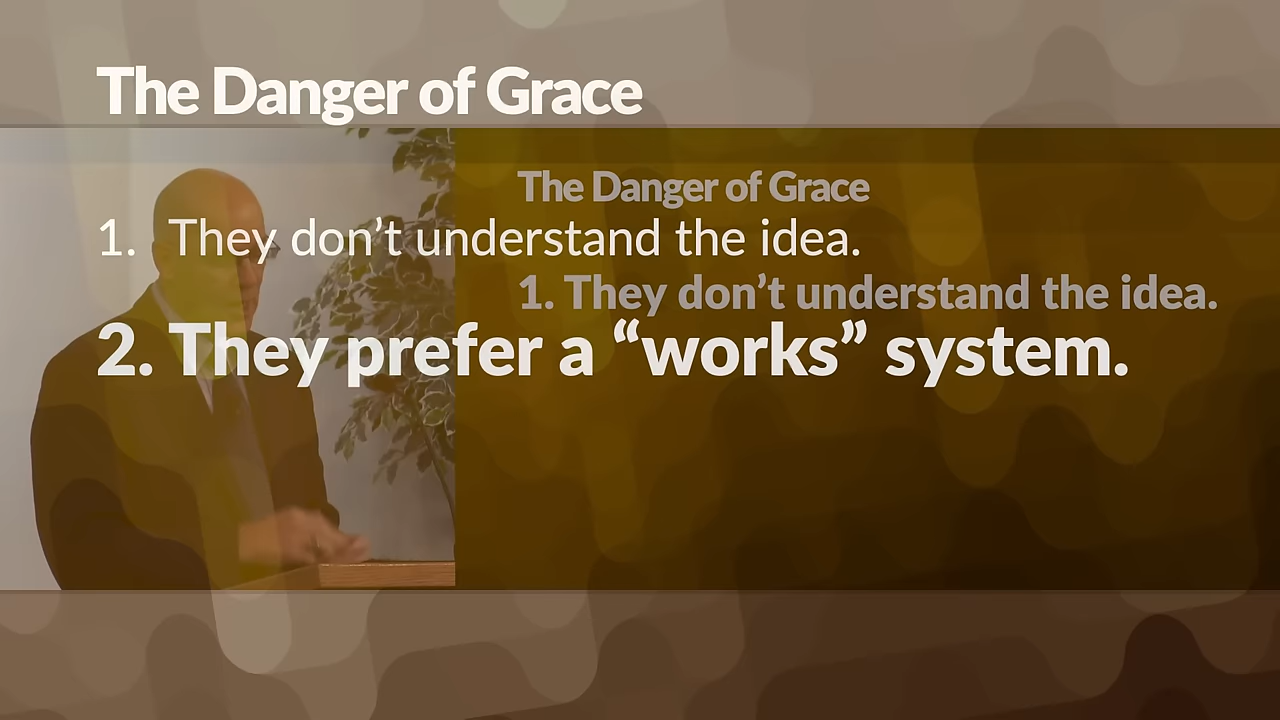 The Danger of Grace
The Danger of Grace
1. They don’t understand the idea.
1. They don’t understand the idea.
2. They prefer a “works” system.